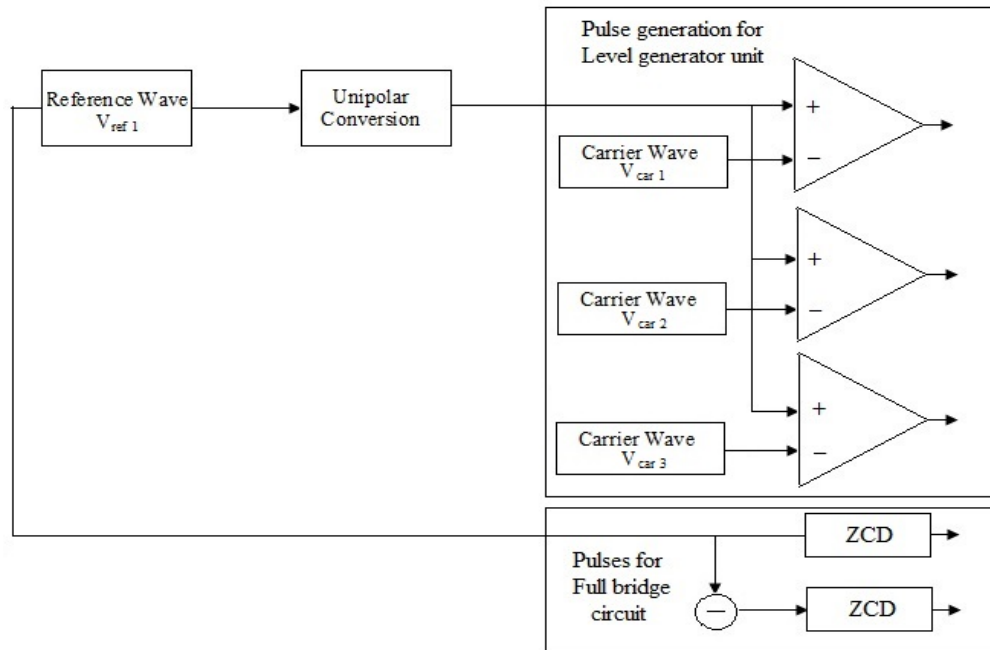 Pulse generation for
Level generator unit
Reference Wave
V ref 1
Unipolar
Conversion
+
−
Carrier Wave
V car 1
+
−
Carrier Wave
V car 2
+
−
Carrier Wave
V car 3
ZCD
Pulses for
Full bridge
circuit
−
ZCD